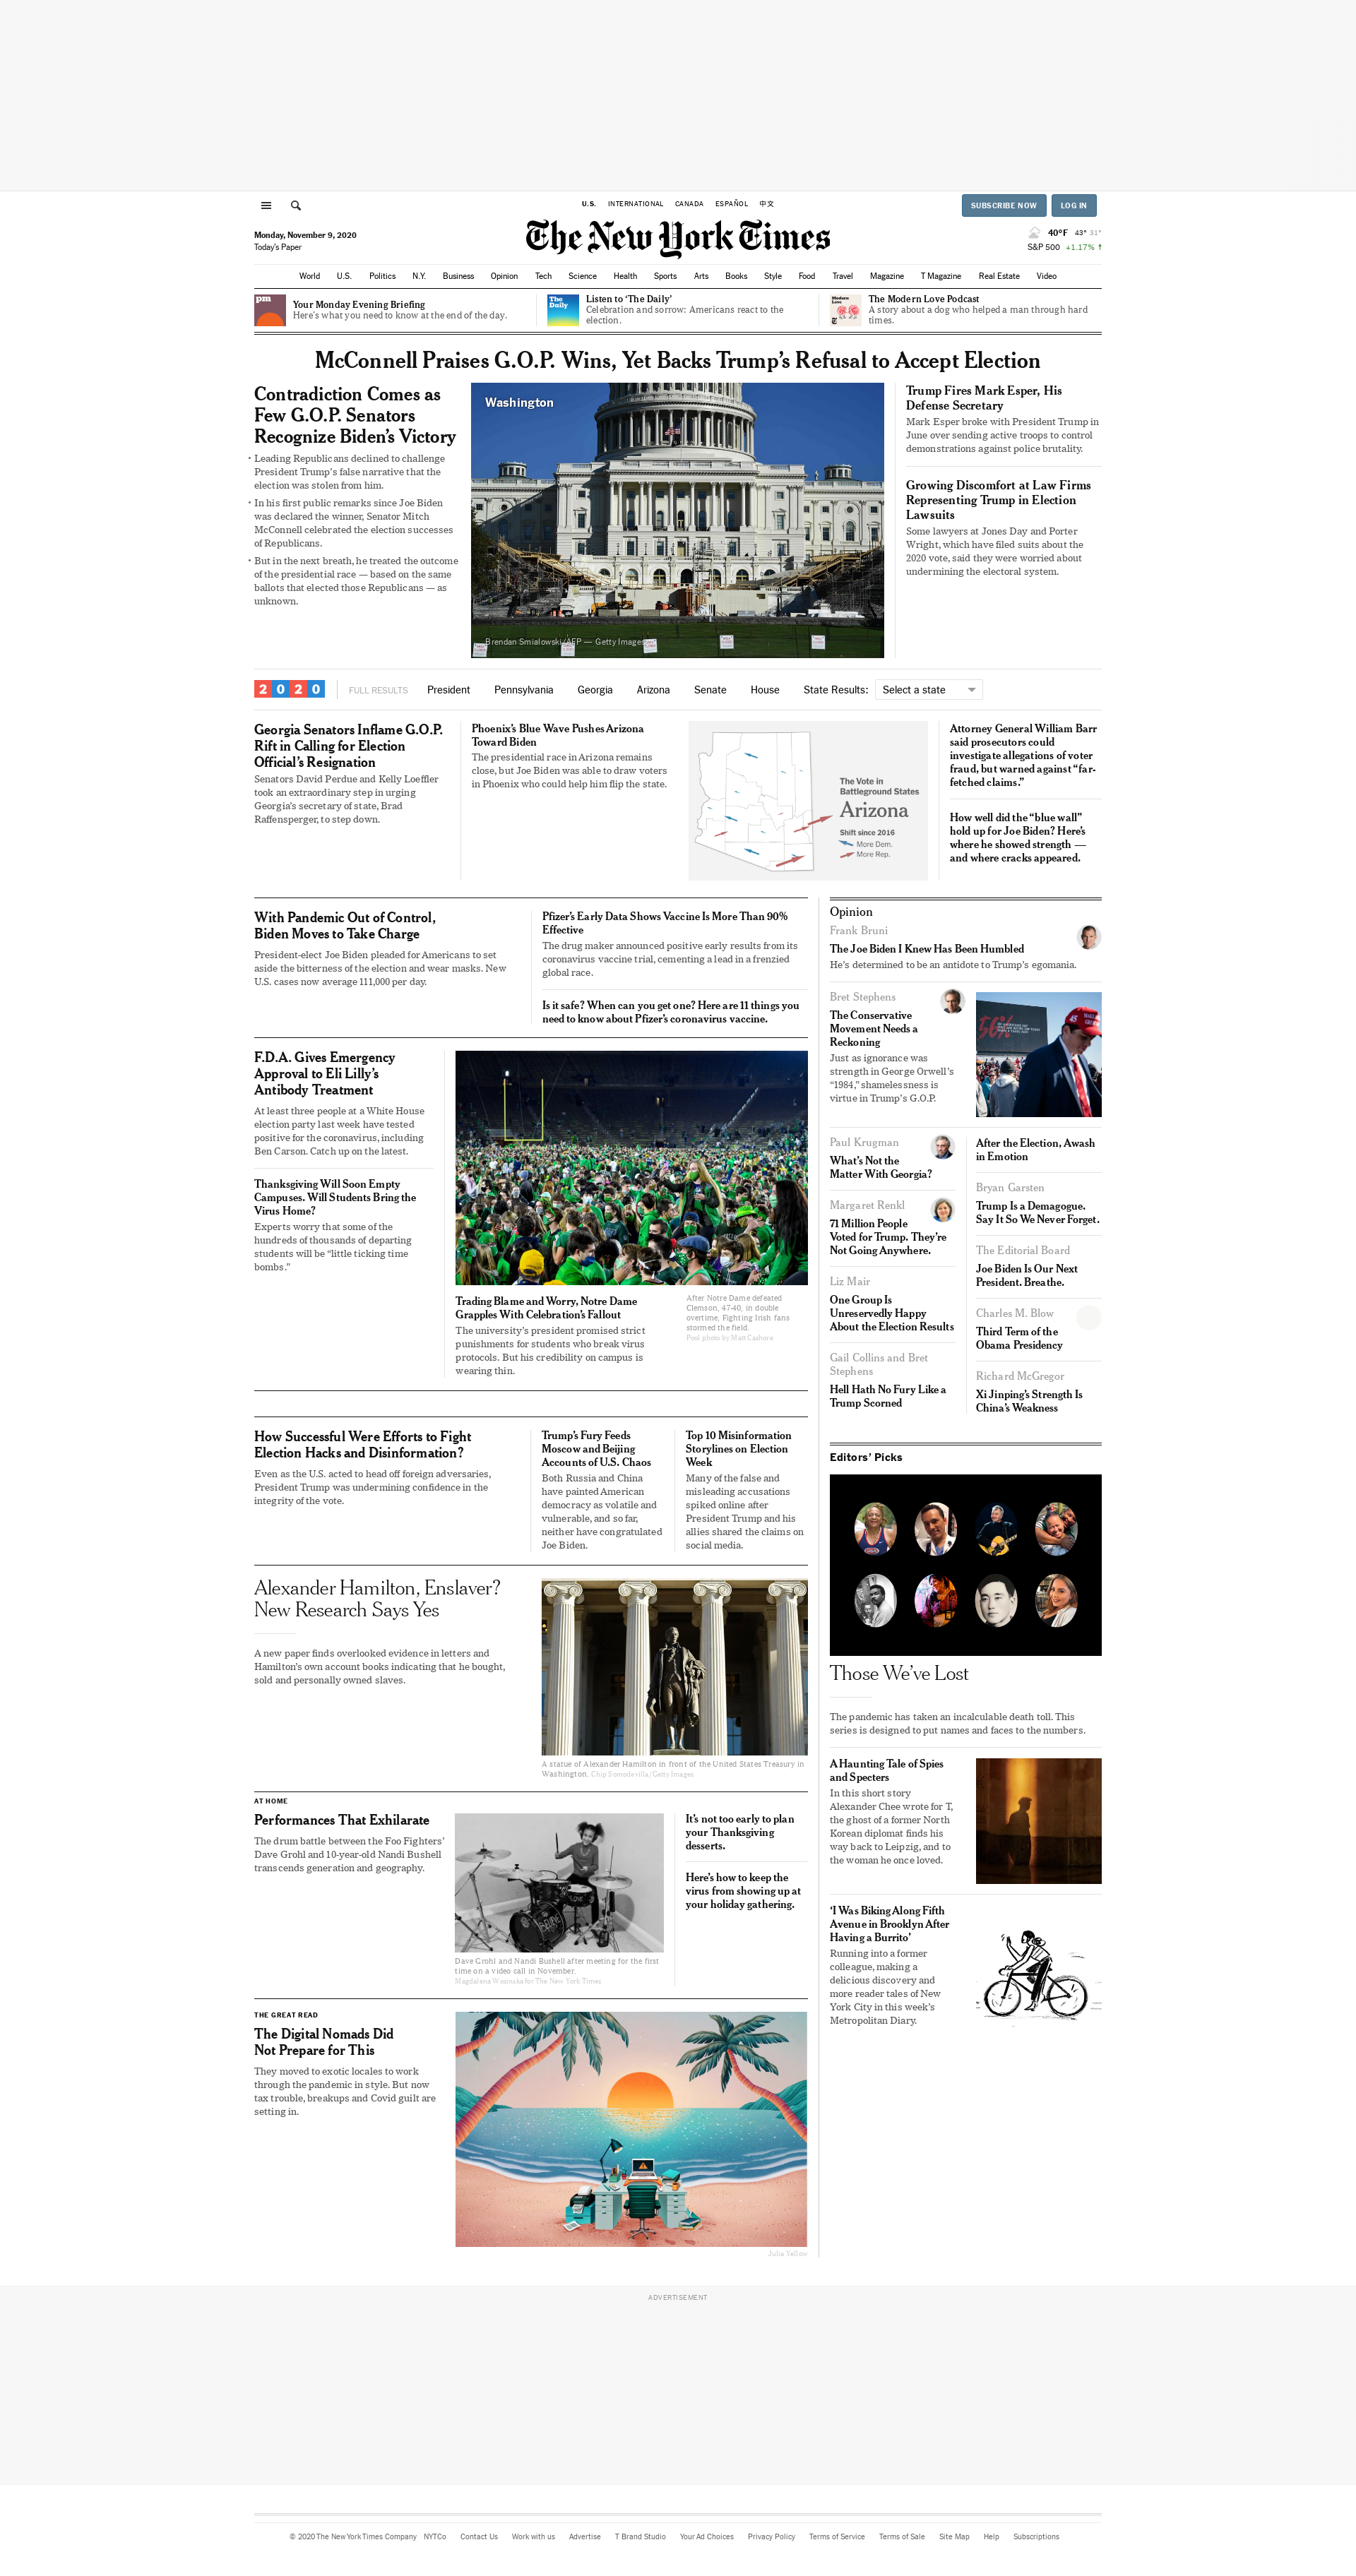 U.S. INTERNATIONAL CANADA ESPAÑOL 中文
SUBSCRIBE NOW LOG IN
Monday, November 9, 2020
Today's Paper
The New York Times
40°F 43° 31°
S&P 500 +1.17% ↑
World U.S. Politics N.Y. Business Opinion Tech Science Health Sports Arts Books Style Food Travel Magazine T Magazine Real Estate Video
pm
Your Monday Evening Briefing
Here's what you need to know at the end of the day.
The
Daily
Listen to ‘The Daily’
Celebration and sorrow: Americans react to the
election.
Modern
Love
The Modern Love Podcast
A story about a dog who helped a man through hard
times.
McConnell Praises G.O.P. Wins, Yet Backs Trump’s Refusal to Accept Election
Contradiction Comes as
Few G.O.P. Senators
Recognize Biden’s Victory
• Leading Republicans declined to challenge
President Trump’s false narrative that the
election was stolen from him.
• In his first public remarks since Joe Biden
was declared the winner, Senator Mitch
McConnell celebrated the election successes
of Republicans.
• But in the next breath, he treated the outcome
of the presidential race — based on the same
ballots that elected those Republicans — as
unknown.
Washington
Brendan Smialowski/AFP — Getty Images
Trump Fires Mark Esper, His
Defense Secretary
Mark Esper broke with President Trump in
June over sending active troops to control
demonstrations against police brutality.
Growing Discomfort at Law Firms
Representing Trump in Election
Lawsuits
Some lawyers at Jones Day and Porter
Wright, which have filed suits about the
2020 vote, said they were worried about
undermining the electoral system.
2020 FULL RESULTS President Pennsylvania Georgia Arizona Senate House State Results: Select a state
Georgia Senators Inflame G.O.P.
Rift in Calling for Election
Official’s Resignation
Senators David Perdue and Kelly Loeffler
took an extraordinary step in urging
Georgia’s secretary of state, Brad
Raffensperger, to step down.
Phoenix’s Blue Wave Pushes Arizona
Toward Biden
The presidential race in Arizona remains
close, but Joe Biden was able to draw voters
in Phoenix who could help him flip the state.
The Vote in
Battleground States
Arizona
Shift since 2016
More Dem.
More Rep.
Attorney General William Barr
said prosecutors could
investigate allegations of voter
fraud, but warned against “far-
fetched claims.”
How well did the “blue wall”
hold up for Joe Biden? Here’s
where he showed strength —
and where cracks appeared.
With Pandemic Out of Control,
Biden Moves to Take Charge
President-elect Joe Biden pleaded for Americans to set
aside the bitterness of the election and wear masks. New
U.S. cases now average 111,000 per day.
Pfizer’s Early Data Shows Vaccine Is More Than 90%
Effective
The drug maker announced positive early results from its
coronavirus vaccine trial, cementing a lead in a frenzied
global race.
Is it safe? When can you get one? Here are 11 things you
need to know about Pfizer’s coronavirus vaccine.
F.D.A. Gives Emergency
Approval to Eli Lilly’s
Antibody Treatment
At least three people at a White House
election party last week have tested
positive for the coronavirus, including
Ben Carson. Catch up on the latest.
Thanksgiving Will Soon Empty
Campuses. Will Students Bring the
Virus Home?
Experts worry that some of the
hundreds of thousands of departing
students will be “little ticking time
bombs.”
Trading Blame and Worry, Notre Dame
Grapples With Celebration’s Fallout
The university’s president promised strict
punishments for students who break virus
protocols. But his credibility on campus is
wearing thin.
After Notre Dame defeated
Clemson, 47-40, in double
overtime, Fighting Irish fans
stormed the field.
Pool photo by Matt Cashore
How Successful Were Efforts to Fight
Election Hacks and Disinformation?
Even as the U.S. acted to head off foreign adversaries,
President Trump was undermining confidence in the
integrity of the vote.
Trump’s Fury Feeds
Moscow and Beijing
Accounts of U.S. Chaos
Both Russia and China
have painted American
democracy as volatile and
vulnerable, and so far,
neither have congratulated
Joe Biden.
Top 10 Misinformation
Storylines on Election
Week
Many of the false and
misleading accusations
spiked online after
President Trump and his
allies shared the claims on
social media.
Alexander Hamilton, Enslaver?
New Research Says Yes
A new paper finds overlooked evidence in letters and
Hamilton’s own account books indicating that he bought,
sold and personally owned slaves.
A statue of Alexander Hamilton in front of the United States Treasury in
Washington. Chip Somodevilla/Getty Images
AT HOME
Performances That Exhilarate
The drum battle between the Foo Fighters’
Dave Grohl and 10-year-old Nandi Bushell
transcends generation and geography.
Dave Grohl and Nandi Bushell after meeting for the first
time on a video call in November.
Magdalena Wosinska for The New York Times
It’s not too early to plan
your Thanksgiving
desserts.
Here’s how to keep the
virus from showing up at
your holiday gathering.
THE GREAT READ
The Digital Nomads Did
Not Prepare for This
They moved to exotic locales to work
through the pandemic in style. But now
tax trouble, breakups and Covid guilt are
setting in.
Julia Yellow
Opinion
Frank Bruni
The Joe Biden I Knew Has Been Humbled
He’s determined to be an antidote to Trump’s egomania.
Bret Stephens
The Conservative
Movement Needs a
Reckoning
Just as ignorance was
strength in George Orwell’s
“1984,” shamelessness is
virtue in Trump’s G.O.P.
56%
45
Paul Krugman
What’s Not the
Matter With Georgia?
Margaret Renkl
71 Million People
Voted for Trump. They’re
Not Going Anywhere.
Liz Mair
One Group Is
Unreservedly Happy
About the Election Results
Gail Collins and Bret
Stephens
Hell Hath No Fury Like a
Trump Scorned
After the Election, Awash
in Emotion
Bryan Garsten
Trump Is a Demagogue.
Say It So We Never Forget.
The Editorial Board
Joe Biden Is Our Next
President. Breathe.
Charles M. Blow
Third Term of the
Obama Presidency
Richard McGregor
Xi Jinping’s Strength Is
China’s Weakness
Editors’ Picks
Those We’ve Lost
The pandemic has taken an incalculable death toll. This
series is designed to put names and faces to the numbers.
A Haunting Tale of Spies
and Specters
In this short story
Alexander Chee wrote for T,
the ghost of a former North
Korean diplomat finds his
way back to Leipzig, and to
the woman he once loved.
‘I Was Biking Along Fifth
Avenue in Brooklyn After
Having a Burrito’
Running into a former
colleague, making a
delicious discovery and
more reader tales of New
York City in this week’s
Metropolitan Diary.
ADVERTISEMENT
© 2020 The New York Times Company NYTCo Contact Us Work with us Advertise T Brand Studio Your Ad Choices Privacy Policy Terms of Service Terms of Sale Site Map Help Subscriptions